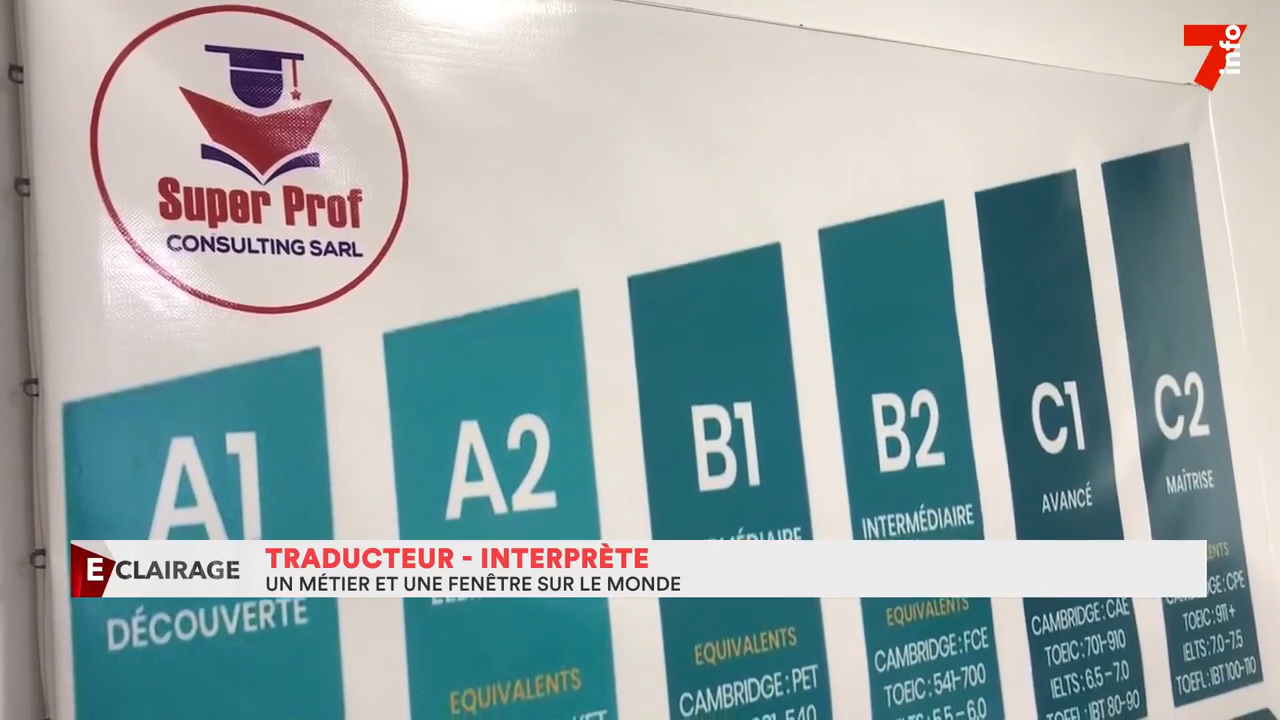 Super Prof
CONSULTING SARL
7info
A1
DÉCOUVERTE
A2
EQUIVALENTS
B1
EQUIVALENTS
CAMBRIDGE : PET
B2
INTERMÉDIAIRE
EQUIVALENTS
CAMBRIDGE : FCE
TOEIC : 541-700
C1
AVANCÉ
CAMBRIDGE : CAE
TOEIC : 701-910
IELTS : 6.5 – 7.0
TOEFL : IBT 80-90
C2
MAÎTRISE
TOEIC : 911 +
IELTS : 7.0-7.5
TOEFL : IBT 100-110
ECLAIRAGE
TRADUCTEUR - INTERPRÈTE
UN MÉTIER ET UNE FENÊTRE SUR LE MONDE